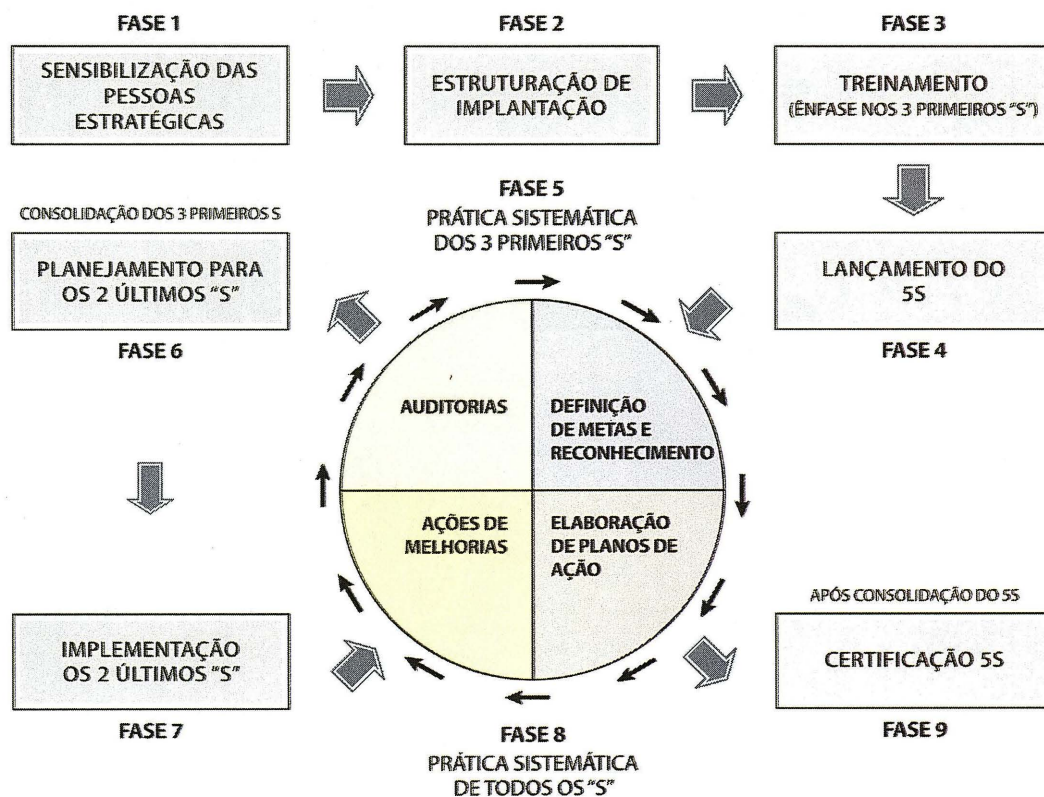 FASE 1
SENSIBILIZAÇÃO DAS
PESSOAS
ESTRATÉGICAS
FASE 2
ESTRUTURAÇÃO DE
IMPLANTAÇÃO
FASE 3
TREINAMENTO
(ÊNFASE NOS 3 PRIMEIROS "S")
LANÇAMENTO DO
5S
FASE 4
FASE 5
PRÁTICA SISTEMÁTICA
DOS 3 PRIMEIROS "S"
AUDITORIAS
DEFINIÇÃO
DE METAS E
RECONHECIMENTO
AÇÕES DE
MELHORIAS
ELABORAÇÃO
DE PLANOS DE
AÇÃO
CONSOLIDAÇÃO DOS 3 PRIMEIROS S
PLANEJAMENTO PARA
OS 2 ÚLTIMOS "S"
FASE 6
IMPLEMENTAÇÃO
OS 2 ÚLTIMOS "S"
FASE 7
FASE 8
PRÁTICA SISTEMÁTICA
DE TODOS OS "S"
APÓS CONSOLIDAÇÃO DO 5S
CERTIFICAÇÃO 5S
FASE 9